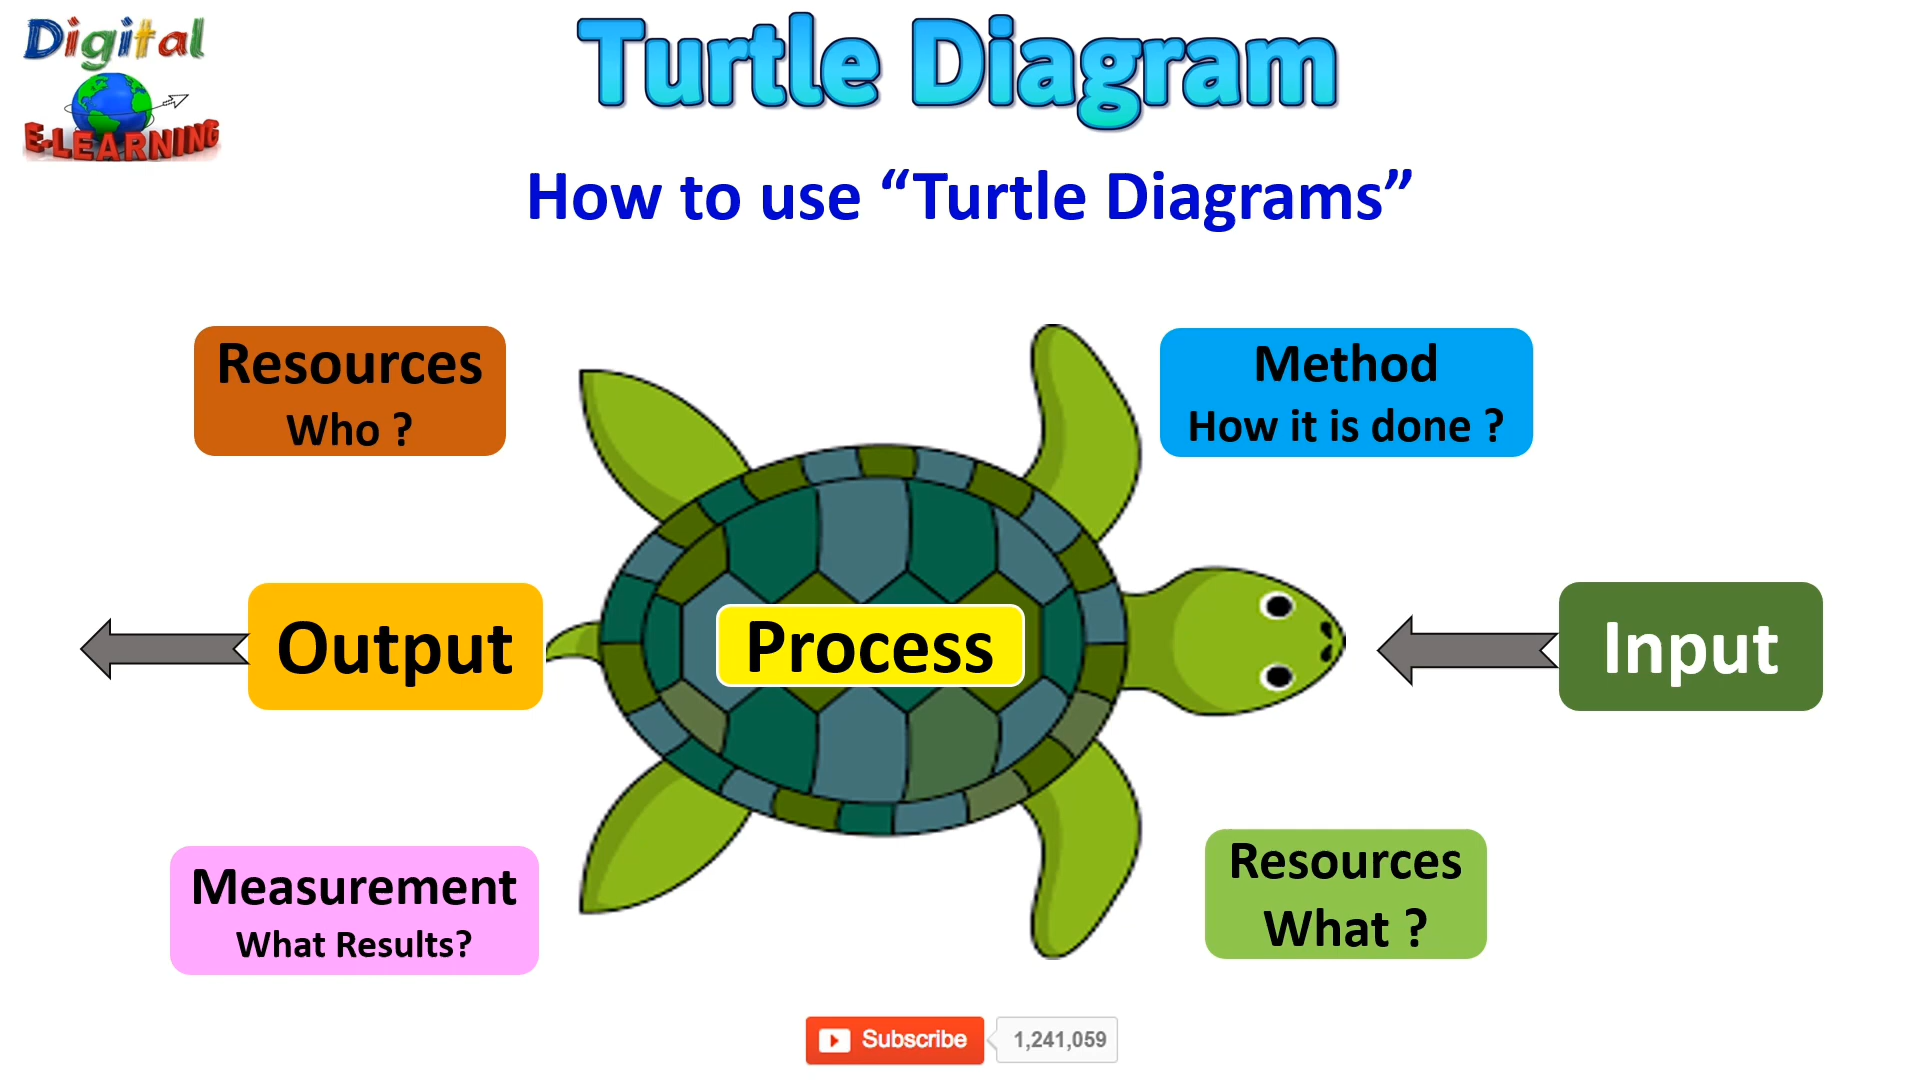 Digital
E-LEARNING
Turtle Diagram
How to use “Turtle Diagrams”
Resources
Who ?
Method
How it is done ?
Output
Process
Input
Measurement
What Results?
Resources
What ?
Subscribe
1,241,059